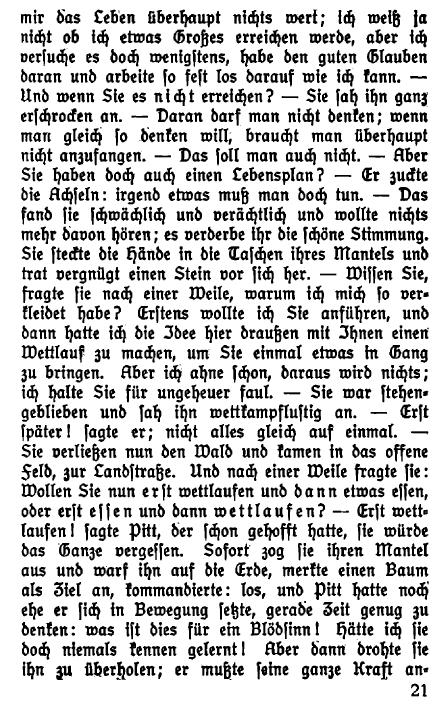 mir das Leben überhaupt nichts wert; ich weiß ja
nicht ob ich etwas Großes erreichen werde, aber ich
versuche es doch wenigstens, habe den guten Glauben
daran und arbeite so fest los darauf wie ich kann. —
Und wenn Sie es nicht erreichen? — Sie sah ihn ganz
erschrocken an. — Daran darf man nicht denken; wenn
man gleich so denken will, braucht man überhaupt
nicht anzufangen. — Das soll man auch nicht. — Aber
Sie haben doch auch einen Lebensplan? — Er zuckte
die Achseln: irgend etwas muß man doch tun. — Das
fand sie schwächlich und verächtlich und wollte nichts
mehr davon hören; es verderbe ihr die schöne Stimmung.
Sie steckte die Hände in die Taschen ihres Mantels und
trat vergnügt einen Stein vor sich her. — Wissen Sie,
fragte sie nach einer Weile, warum ich mich so ver-
kleidet habe? Erstens wollte ich Sie anführen, und
dann hatte ich die Idee hier draußen mit Ihnen einen
Wettlauf zu machen, um Sie einmal etwas in Gang
zu bringen. Aber ich ahne schon, daraus wird nichts;
ich halte Sie für ungeheuer faul. — Sie war stehen-
geblieben und sah ihn wettkampflustig an. — Erst
später! sagte er; nicht alles gleich auf einmal. —
Sie verließen nun den Wald und kamen in das offene
Feld, zur Landstraße. Und nach einer Weile fragte sie:
Wollen Sie nun erst wettlaufen und dann etwas essen,
oder erst essen und dann wettlaufen? — Erst wett-
laufen! sagte Pitt, der schon gehofft hatte, sie würde
das Ganze vergessen. Sofort zog sie ihren Mantel
aus und warf ihn auf die Erde, merkte einen Baum
als Ziel an, kommandierte: los, und Pitt hatte noch
ehe er sich in Bewegung setzte, gerade Zeit genug zu
denken: was ist dies für ein Blödsinn! Hätte ich sie
doch niemals kennen gelernt! Aber dann drohte sie
ihn zu überholen; er mußte seine ganze Kraft an-
21